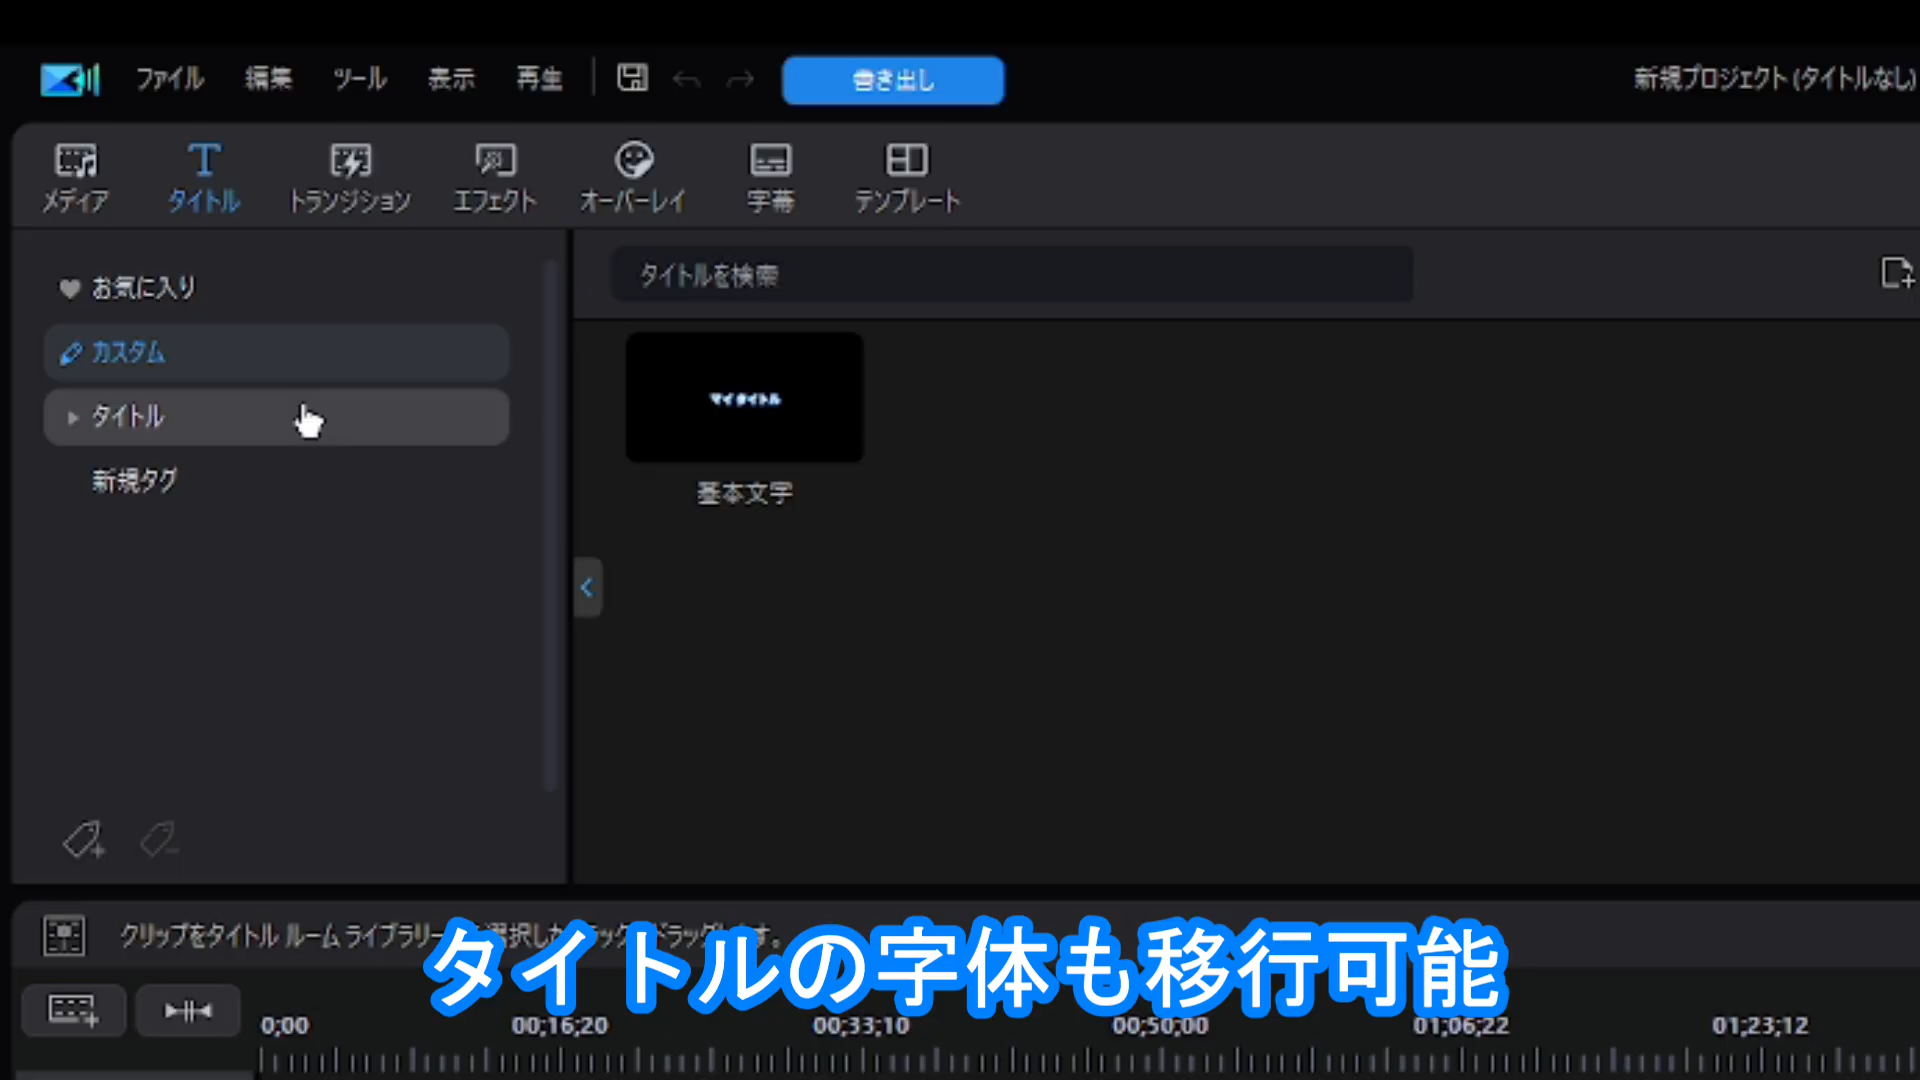 ファイル 編集 ツール 表示 再生 書き出し 新規プロジェクト (タイトルなし)
メディア タイトル トランジション エフェクト オーバーレイ 字幕 テンプレート
お気に入り
カスタム
タイトル
新規タグ
タイトルを検索
マイタイトル
基本文字
クリップをタイトル ルーム ライブラリー
タイトルの字体も移行可能
0;00 00;16;20 00;33;10 00;50;00 01;06;22 01;23;12